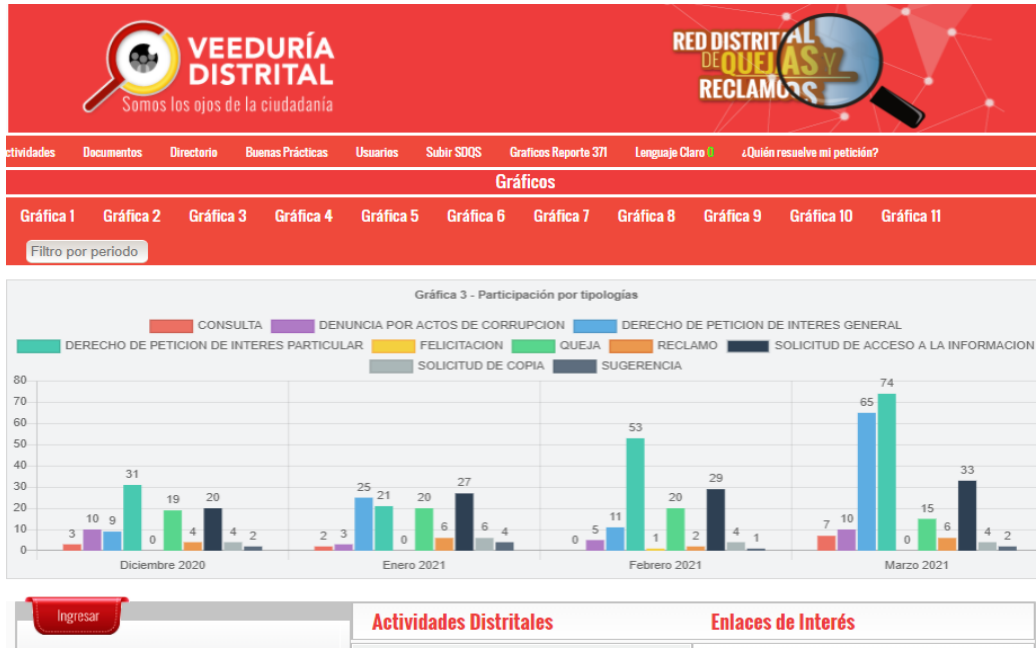 VEEDURÍA
DISTRITAL
Somos los ojos de la ciudadanía
RED DISTRITAL
DE QUEJAS Y
RECLAMOS
ctividades Documentos Directorio Buenas Prácticas Usuarios Subir SDQS Graficos Reporte 371 Lenguaje Claro 0 ¿Quién resuelve mi petición?
Gráficos
Gráfica 1 Gráfica 2 Gráfica 3 Gráfica 4 Gráfica 5 Gráfica 6 Gráfica 7 Gráfica 8 Gráfica 9 Gráfica 10 Gráfica 11
Filtro por periodo
Gráfica 3 - Participación por tipologías
CONSULTA DENUNCIA POR ACTOS DE CORRUPCION DERECHO DE PETICION DE INTERES GENERAL
DERECHO DE PETICION DE INTERES PARTICULAR FELICITACION QUEJA RECLAMO SOLICITUD DE ACCESO A LA INFORMACION
SOLICITUD DE COPIA SUGERENCIA
80
70
60
50
40
30
20
10
0
3 10 9 31 0 19 4 20 4 2
2 3 25 21 0 20 6 27 6 4
0 5 11 53 1 20 2 29 4 1
7 10 65 74 0 15 6 33 4 2
Diciembre 2020 Enero 2021 Febrero 2021 Marzo 2021
Ingresar
Actividades Distritales Enlaces de Interés